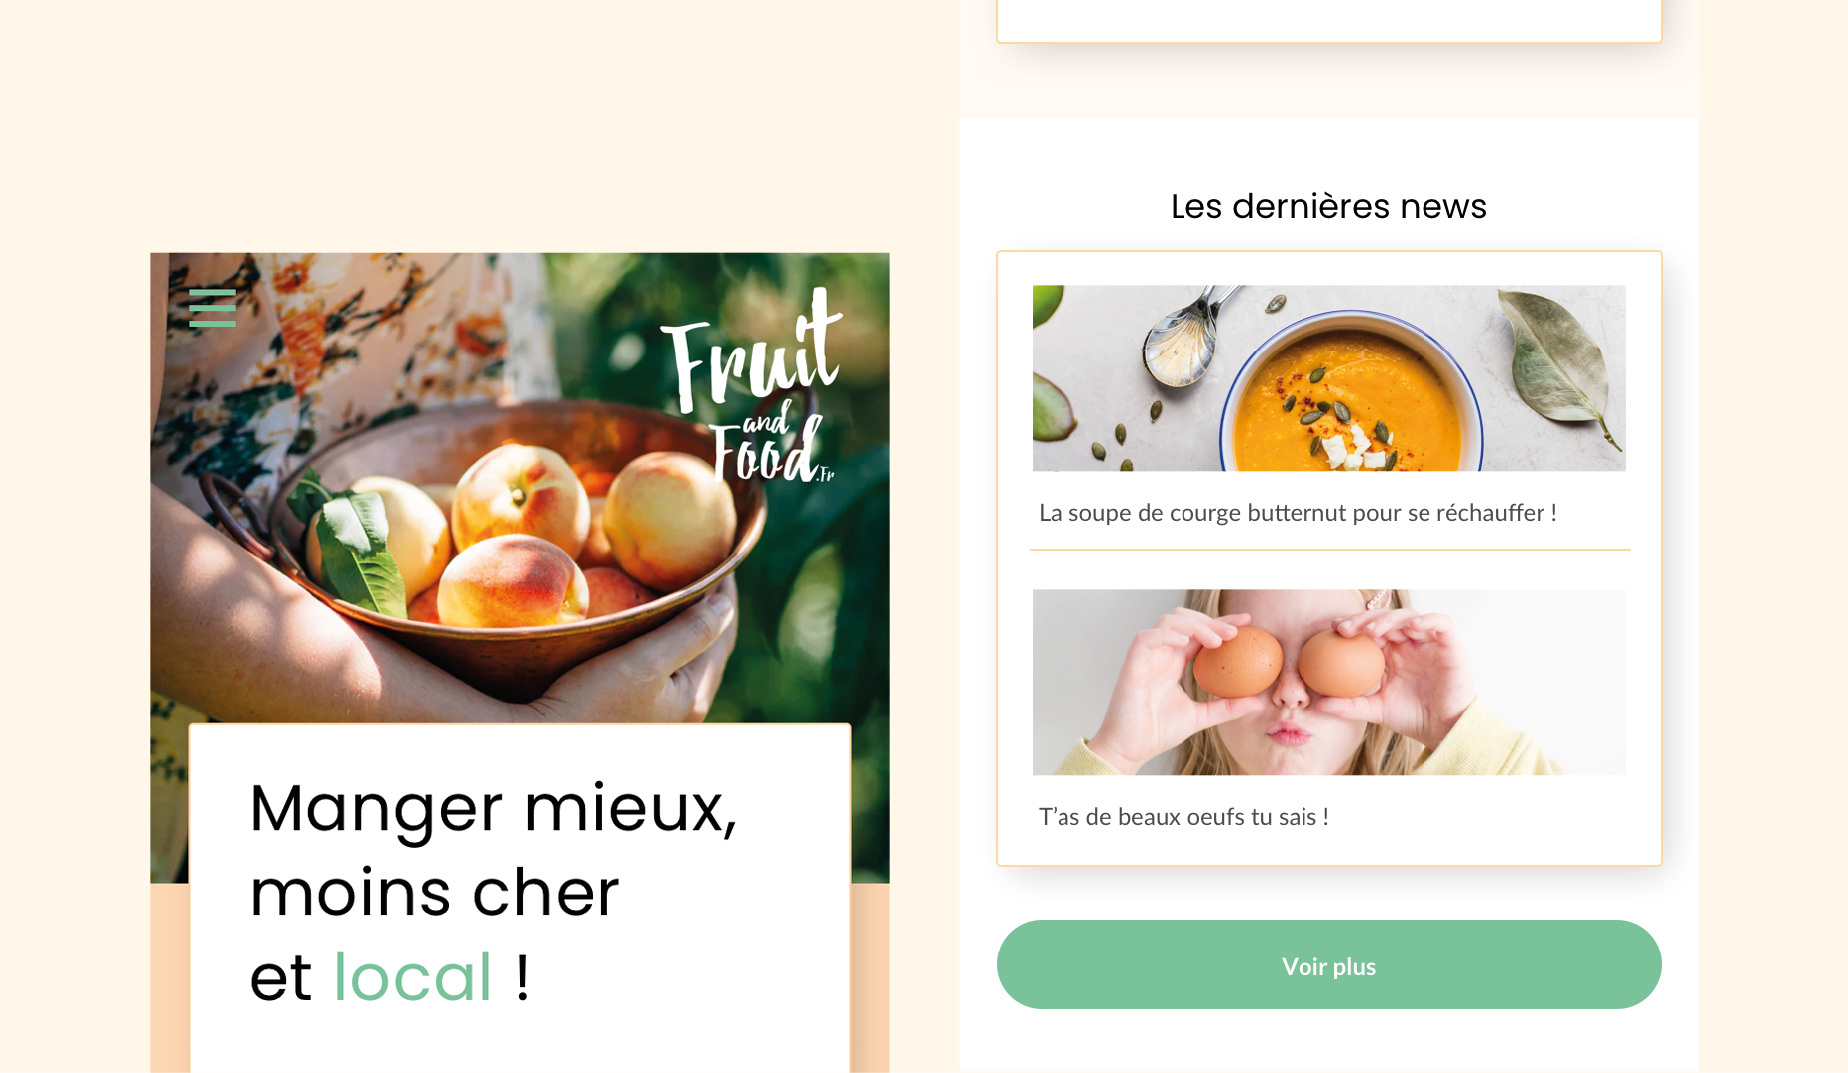 Fruit
and
Food.Fr
Manger mieux,
moins cher
et local !
Les dernières news
La soupe de courge butternut pour se réchauffer !
T’as de beaux oeufs tu sais !
Voir plus